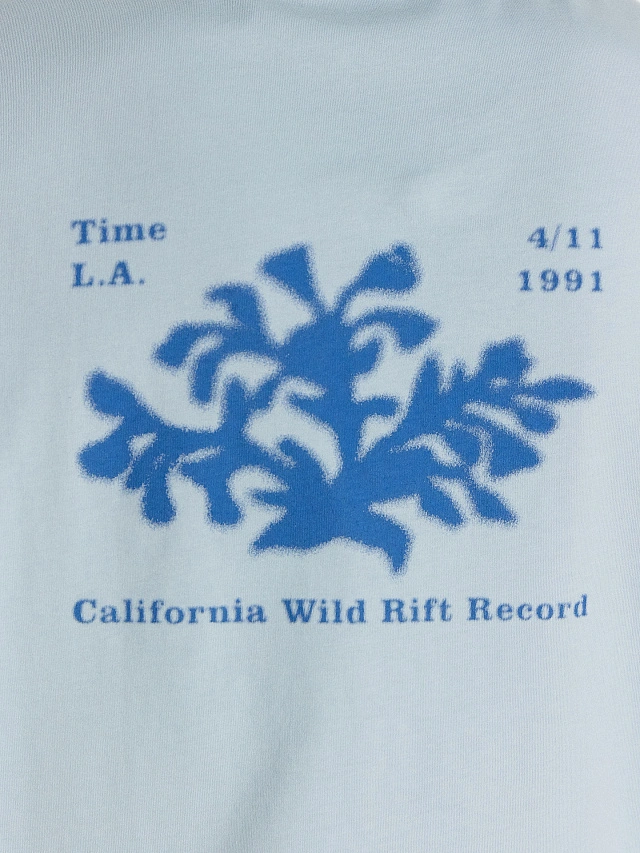 Time
L.A.
4/11
1991
California Wild Rift Record